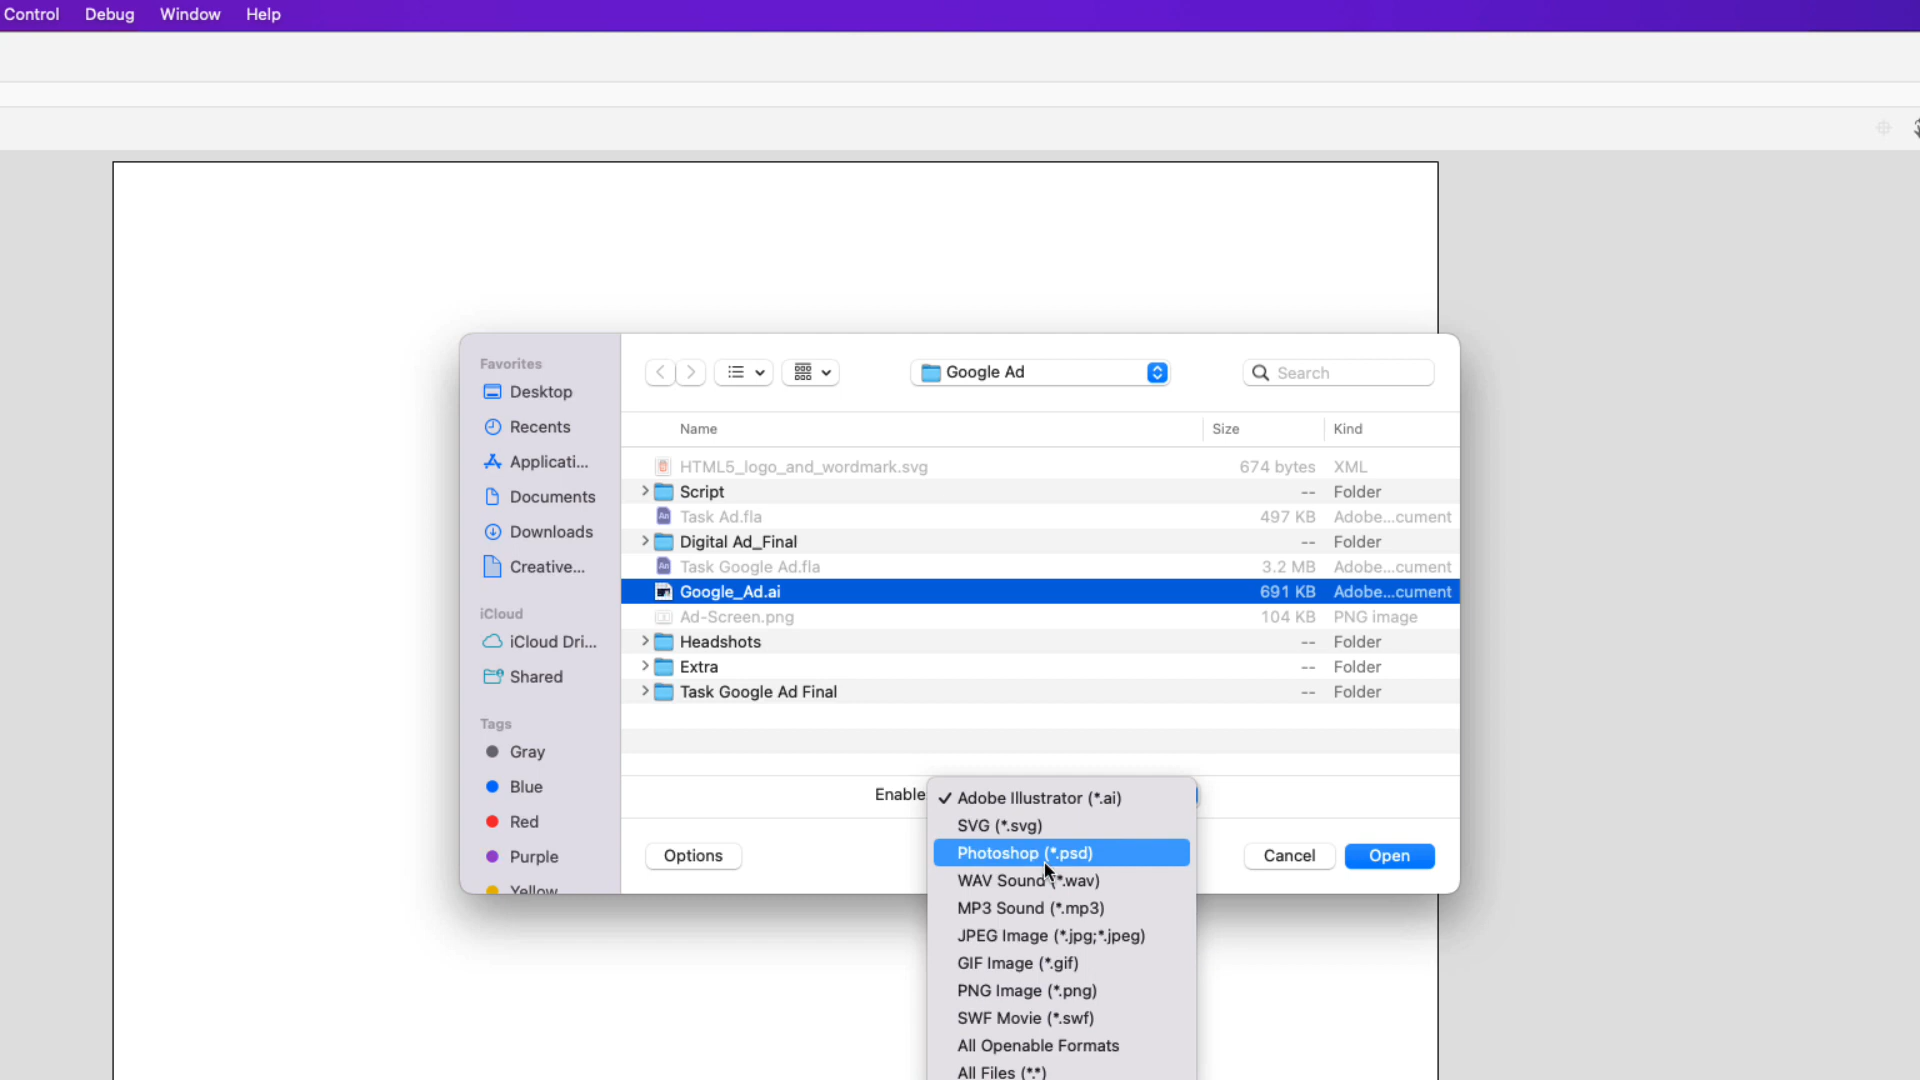 Control Debug Window Help
Google Ad
Search
Favorites
Desktop
Recents
Applicati...
Documents
Downloads
Creative...
iCloud
iCloud Dri...
Shared
Tags
Gray
Blue
Red
Purple
Yellow
Name Size Kind
HTML5_logo_and_wordmark.svg 674 bytes XML
Script -- Folder
Task Ad.fla 497 KB Adobe...cument
Digital Ad_Final -- Folder
Task Google Ad.fla 3.2 MB Adobe...cument
Google_Ad.ai 691 KB Adobe...cument
Ad-Screen.png 104 KB PNG image
Headshots -- Folder
Extra -- Folder
Task Google Ad Final -- Folder
Enable
Adobe Illustrator (*.ai)
SVG (*.svg)
Photoshop (*.psd)
WAV Sound (*.wav)
MP3 Sound (*.mp3)
JPEG Image (*.jpg;*.jpeg)
GIF Image (*.gif)
PNG Image (*.png)
SWF Movie (*.swf)
All Openable Formats
All Files (*.*)
Options Cancel Open